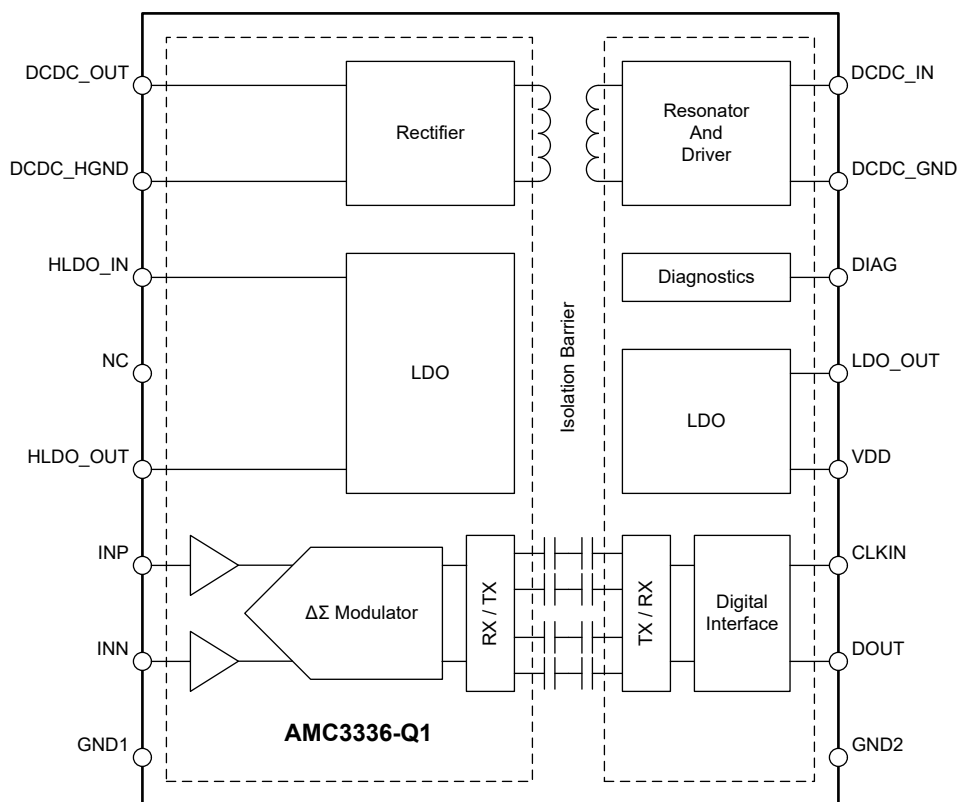 DCDC_OUT
DCDC_HGND
HLDO_IN
NC
HLDO_OUT
INP
INN
GND1
Rectifier
LDO
ΔΣ Modulator
RX / TX
AMC3336-Q1
Isolation Barrier
Resonator
And
Driver
Diagnostics
LDO
TX / RX
Digital
Interface
DCDC_IN
DCDC_GND
DIAG
LDO_OUT
VDD
CLKIN
DOUT
GND2